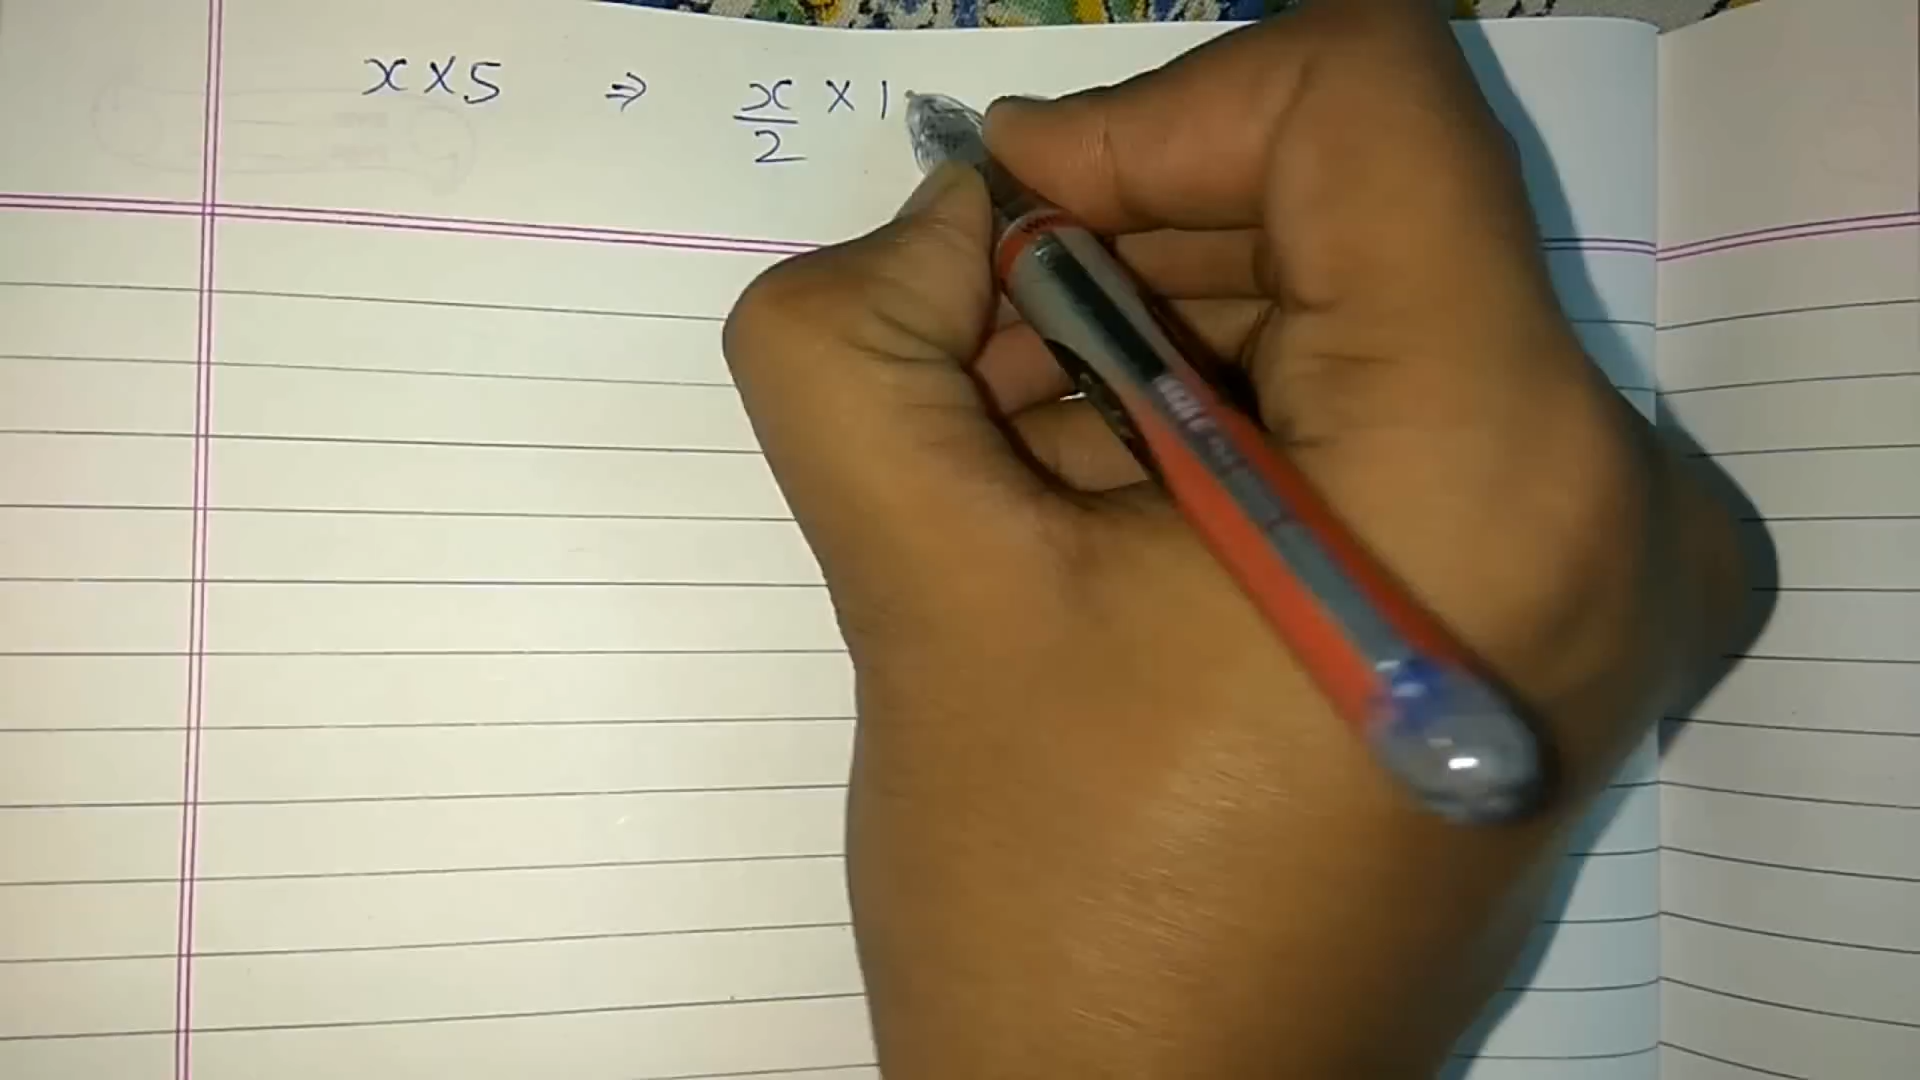 x × 5 ⇒ x/2 × 1